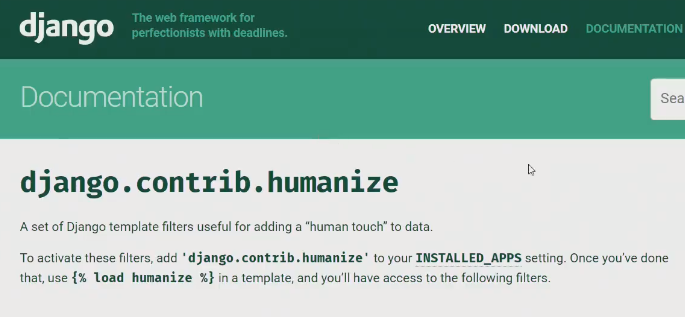 django
The web framework for
perfectionists with deadlines.
OVERVIEW DOWNLOAD DOCUMENTATION
Documentation
Sea
django.contrib.humanize
A set of Django template filters useful for adding a “human touch” to data.
To activate these filters, add 'django.contrib.humanize' to your INSTALLED_APPS setting. Once you’ve done
that, use {% load humanize %} in a template, and you’ll have access to the following filters.